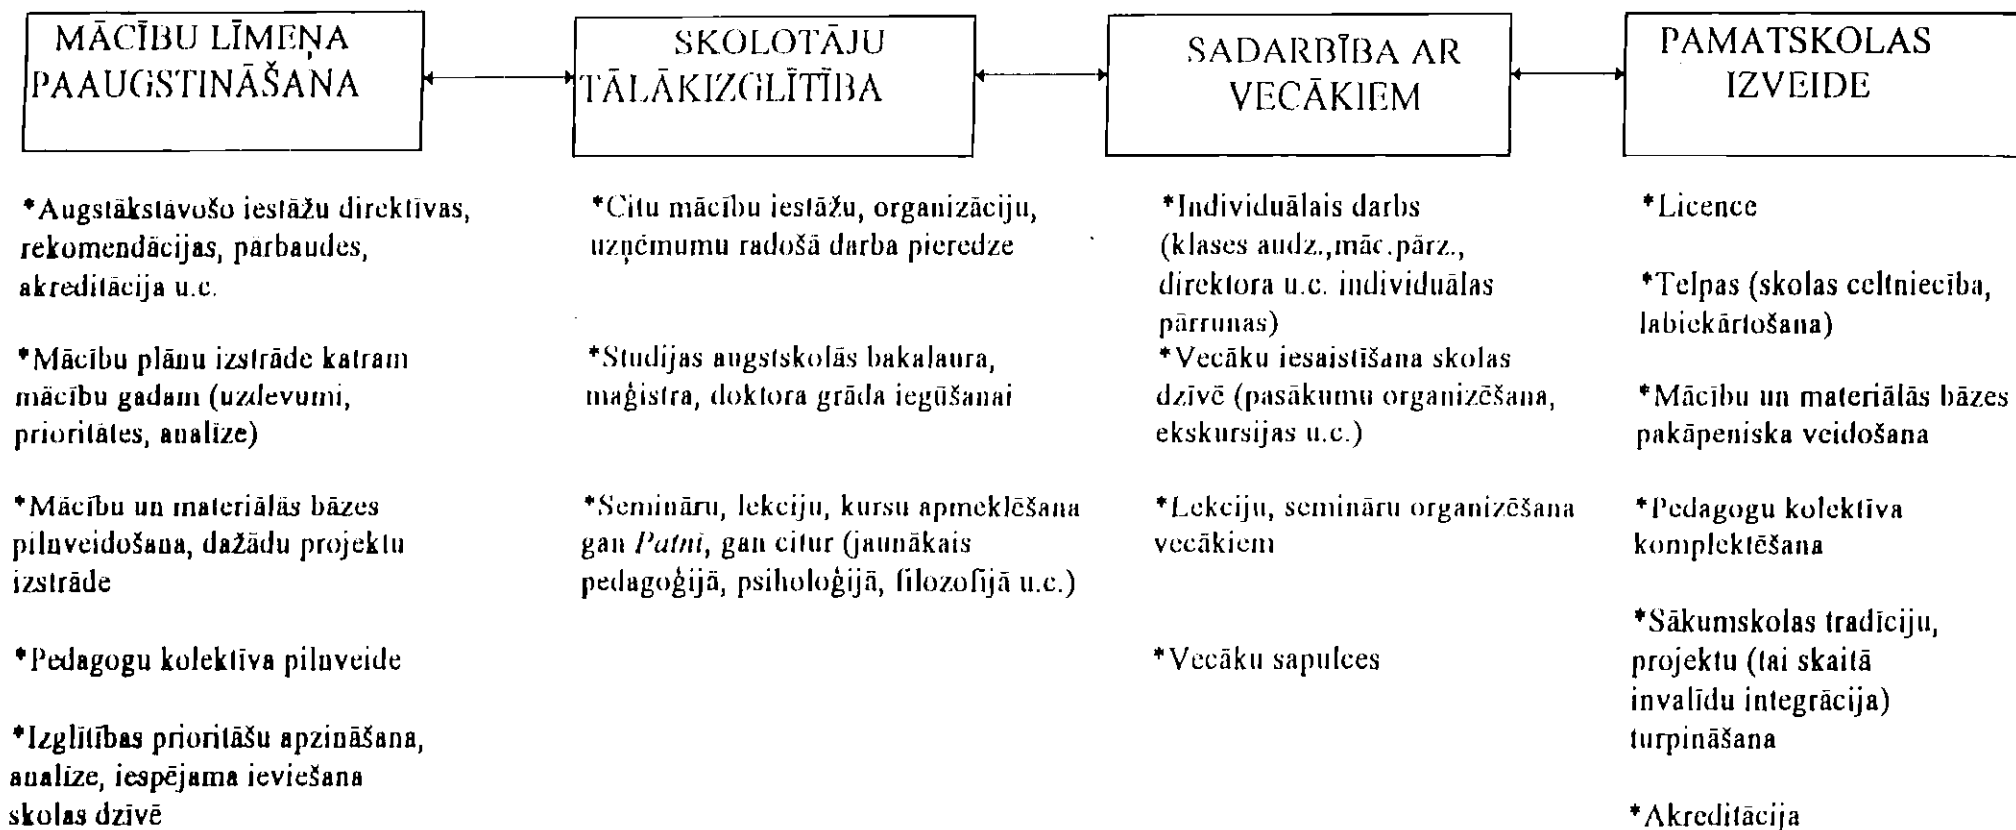 MĀCĪBU LĪMEŅA
PAAUGSTINĀŠANA
SKOLOTĀJU
TĀLĀKIZGLĪTĪBA
SADARBĪBA AR
VECĀKIEM
PAMATSKOLAS
IZVEIDE
*Augstākstāvošo iestāžu direktīvas,
rekomendācijas, pārbaudes,
akreditācija u.c.
*Mācību plānu izstrāde katram
mācību gadam (uzdevumi,
prioritātes, analīze)
*Mācību un materiālās bāzes
pilnveidošana, dažādu projektu
izstrāde
*Pedagogu kolektīva pilnveide
*Izglītības prioritāšu apzināšana,
analīze, iespējama ieviešana
skolas dzīvē
*Citu mācību iestāžu, organizāciju,
uzņēmumu radošā darba pieredze
*Studijas augstskolās bakalaura,
maģistra, doktora grāda iegūšanai
*Semināru, lekciju, kursu apmeklēšana
gan Patnī, gan citur (jaunākais
pedagoģijā, psiholoģijā, filozofijā u.c.)
*Individuālais darbs
(klases audz.,māc.pārz.,
direktora u.c. individuālas
pārrunas)
*Vecāku iesaistīšana skolas
dzīvē (pasākumu organizēšana,
ekskursijas u.c.)
*Lekciju, semināru organizēšana
vecākiem
*Vecāku sapulces
*Licence
*Telpas (skolas celtniecība,
labiekārtošana)
*Mācību un materiālās bāzes
pakāpeniska veidošana
*Pedagogu kolektīva
komplektēšana
*Sākumskolas tradīciju,
projektu (tai skaitā
invalīdu integrācija)
turpināšana
*Akreditācija